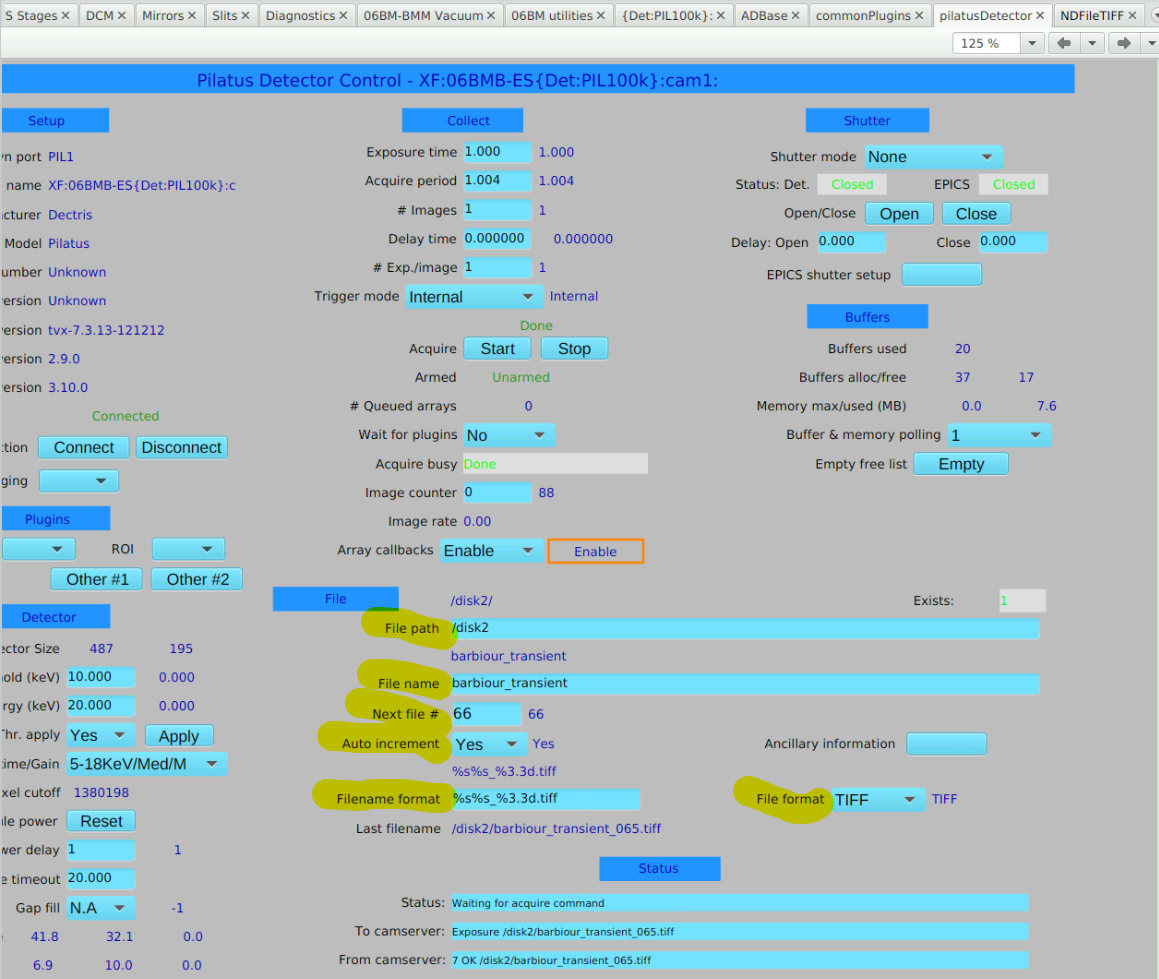 S Stages DCM Mirrors Slits Diagnostics 06BM-BMM Vacuum 06BM utilities {Det:PIL100k}: ADBase commonPlugins pilatusDetector NDFileTIFF
125 %
Pilatus Detector Control - XF:06BMB-ES{Det:PIL100k}:cam1:
Setup
yn port PIL1
name XF:06BMB-ES{Det:PIL100k}:c
cturer Dectris
Model Pilatus
umber Unknown
ersion Unknown
ersion tvx-7.3.13-121212
ersion 2.9.0
ersion 3.10.0
Connected
tion Connect Disconnect
ging
Plugins
ROI
Other #1 Other #2
Detector
ector Size 487 195
old (keV) 10.000 0.000
rgy (keV) 20.000 0.000
Thr. apply Yes Apply
time/Gain 5-18KeV/Med/M
xel cutoff 1380198
ule power Reset
wer delay 1 1
e timeout 20.000
Gap fill N.A -1
41.8 32.1 0.0
6.9 10.0 0.0
Collect
Exposure time 1.000 1.000
Acquire period 1.004 1.004
# Images 1 1
Delay time 0.000000 0.000000
# Exp./image 1 1
Trigger mode Internal Internal
Done
Acquire Start Stop
Armed Unarmed
# Queued arrays 0
Wait for plugins No
Acquire busy Done
Image counter 0 88
Image rate 0.00
Array callbacks Enable Enable
Shutter
Shutter mode None
Status: Det. Closed EPICS Closed
Open/Close Open Close
Delay: Open 0.000 Close 0.000
EPICS shutter setup
Buffers
Buffers used 20
Buffers alloc/free 37 17
Memory max/used (MB) 0.0 7.6
Buffer & memory polling 1
Empty free list Empty
File /disk2/ Exists: 1
File path /disk2
barbiour_transient
File name barbiour_transient
Next file # 66 66
Auto increment Yes Yes Ancillary information
%s%s_%3.3d.tiff
Filename format %s%s_%3.3d.tiff File format TIFF TIFF
Last filename /disk2/barbiour_transient_065.tiff
Status
Status: Waiting for acquire command
To camserver: Exposure /disk2/barbiour_transient_065.tiff
From camserver: 7 OK /disk2/barbiour_transient_065.tiff